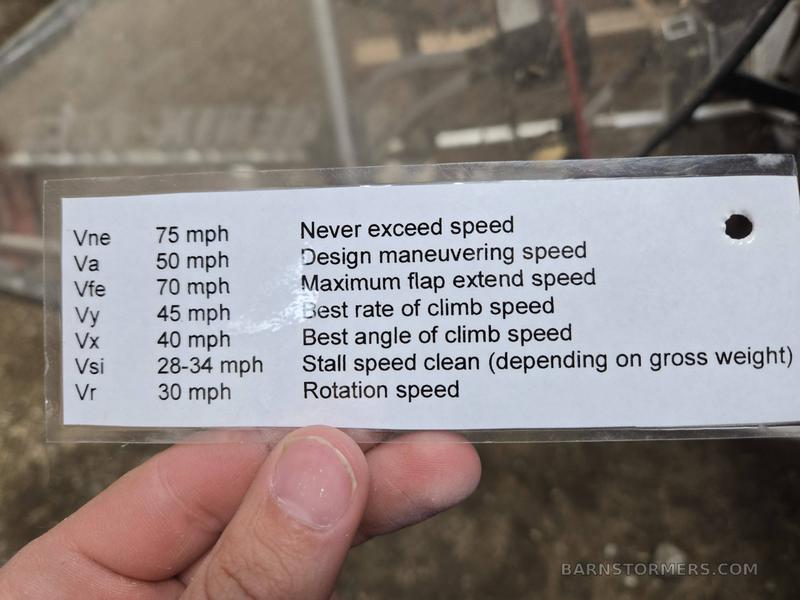 Vne 75 mph Never exceed speed
Va 50 mph Design maneuvering speed
Vfe 70 mph Maximum flap extend speed
Vy 45 mph Best rate of climb speed
Vx 40 mph Best angle of climb speed
Vsi 28-34 mph Stall speed clean (depending on gross weight)
Vr 30 mph Rotation speed
BARNSTORMERS.COM